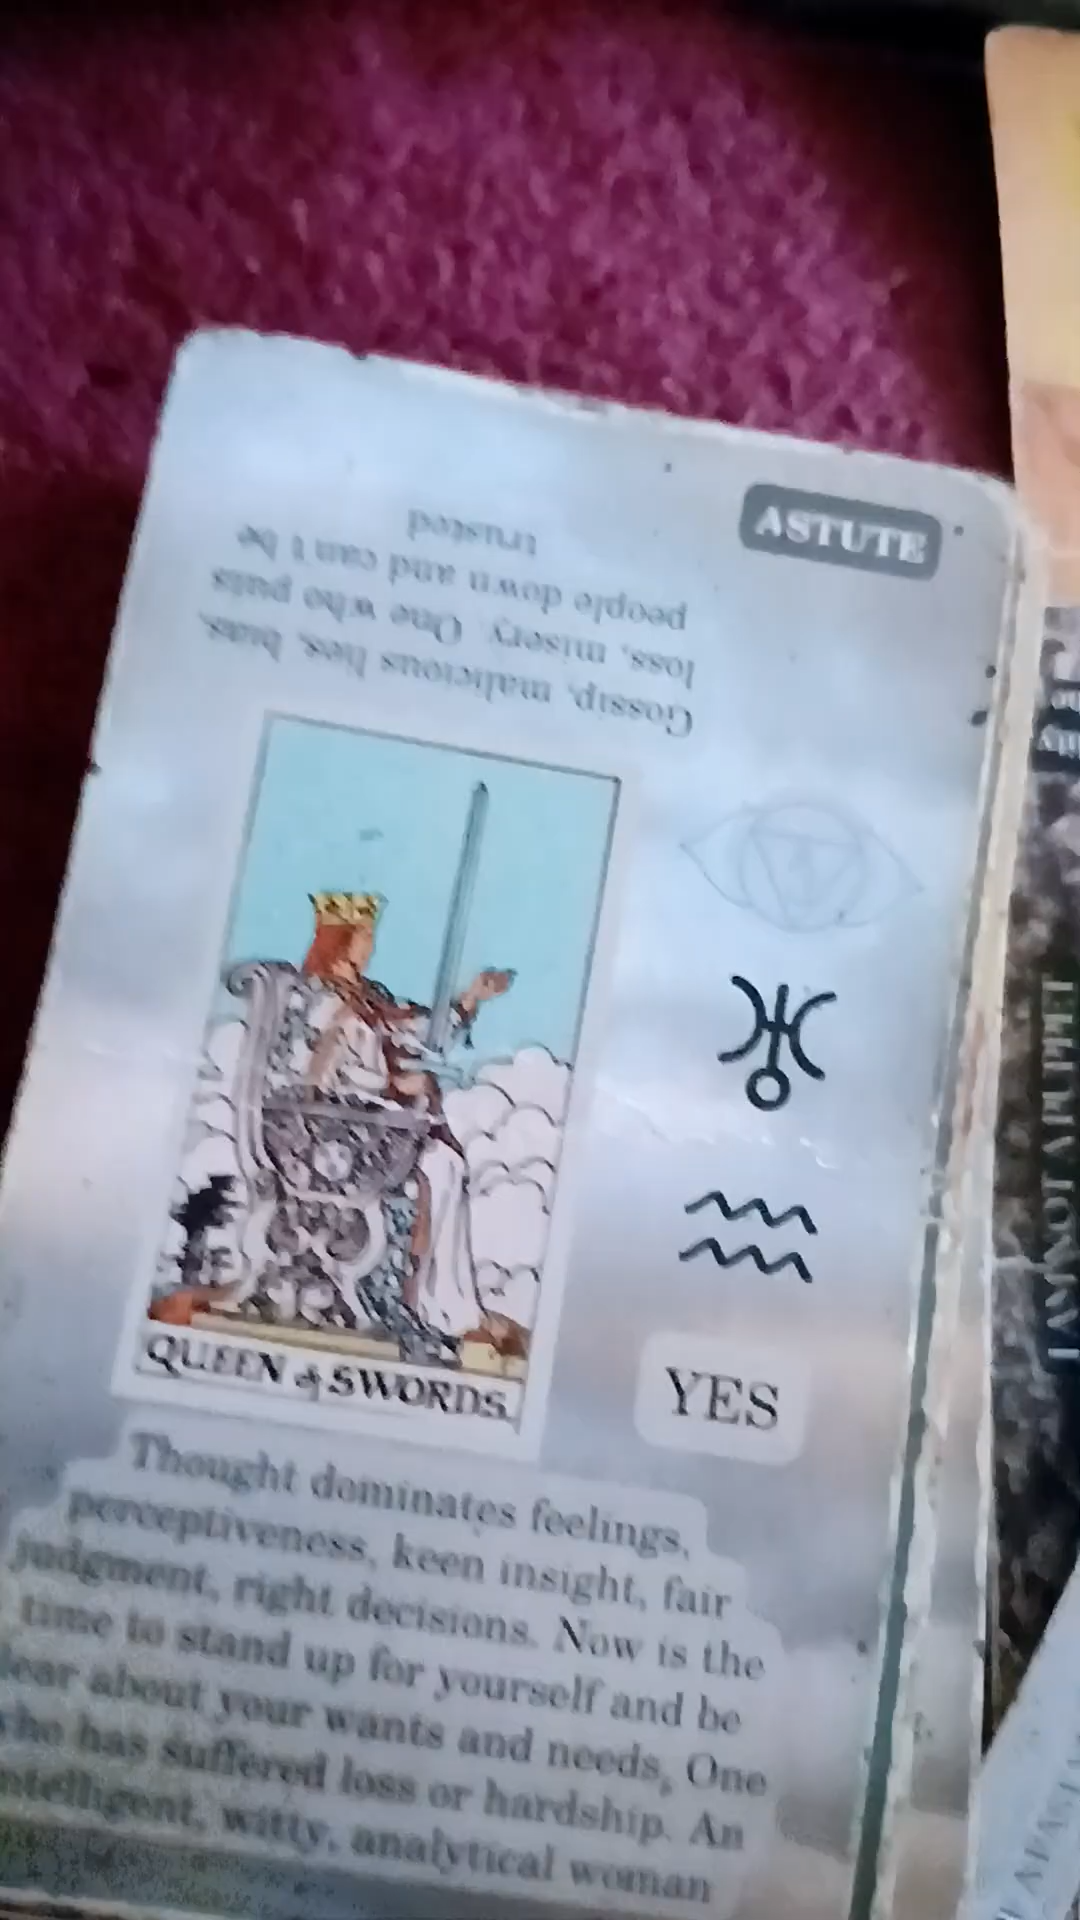 ASTUTE
Gossip, malicious lies, bias,
loss, misery. One who puts
people down and can't be
trusted
QUEEN of SWORDS.
YES
Thought dominates feelings,
perceptiveness, keen insight, fair
judgment, right decisions. Now is the
time to stand up for yourself and be
about your wants and needs, One
has suffered loss or hardship. An
intelligent, witty, analytical woman
I AM NOT A PUPPET